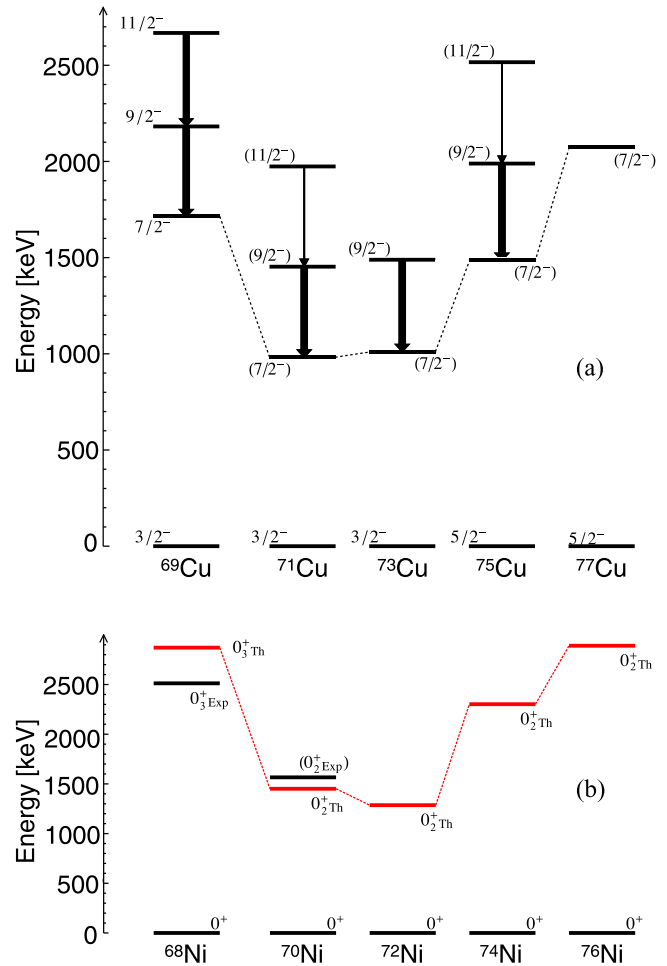 11/2⁻
2500
(11/2⁻)
9/2⁻
2000
(11/2⁻)
(9/2⁻)
(7/2⁻)
7/2⁻
1500
(9/2⁻)
(9/2⁻)
(7/2⁻)
1000
(7/2⁻)
(7/2⁻)
(a)
500
0
Energy [keV]
3/2⁻ 3/2⁻ 3/2⁻ 5/2⁻ 5/2⁻
⁶⁹Cu ⁷¹Cu ⁷³Cu ⁷⁵Cu ⁷⁷Cu
0⁺₃ Th
0⁺₂ Th
2500
0⁺₃ Exp
0⁺₂ Th
2000
(0⁺₂ Exp)
1500
0⁺₂ Th
0⁺₂ Th
(b)
1000
500
0
Energy [keV]
0⁺ 0⁺ 0⁺ 0⁺ 0⁺
⁶⁸Ni ⁷⁰Ni ⁷²Ni ⁷⁴Ni ⁷⁶Ni